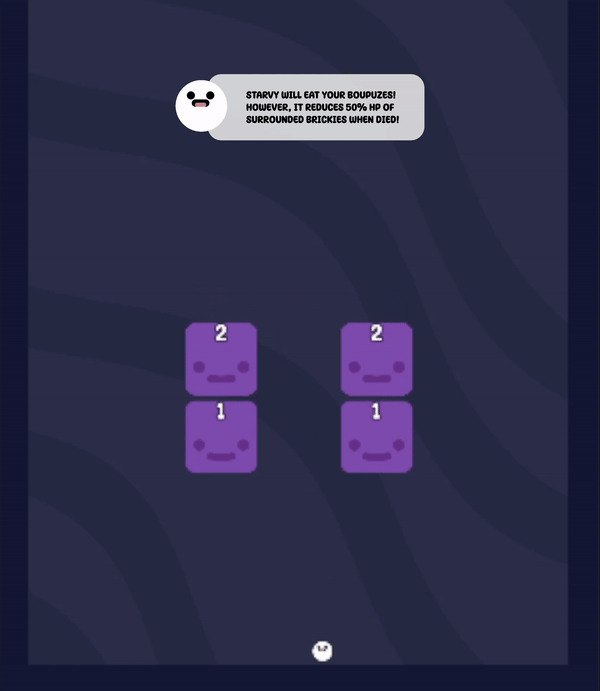 STARVY WILL EAT YOUR BOUPUZES!
HOWEVER, IT REDUCES 50% HP OF
SURROUNDED BRICKIES WHEN DIED!
2 2
1 1